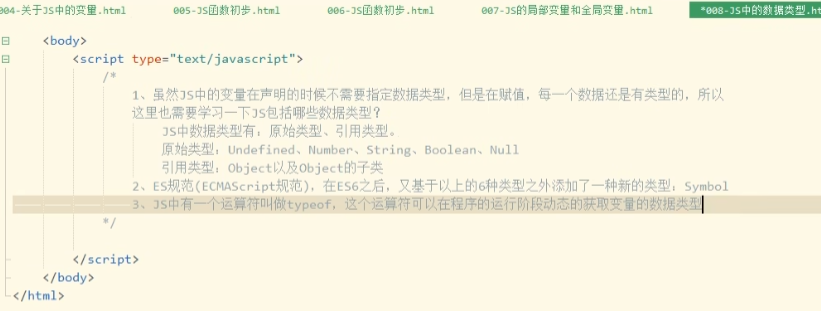 004-关于JS中的变量.html 005-JS函数初步.html 006-JS函数初步.html 007-JS的局部变量和全局变量.html *008-JS中的数据类型.ht
<body>
<script type="text/javascript">
/*
1、虽然JS中的变量在声明的时候不需要指定数据类型，但是在赋值，每一个数据还是有类型的，所以
这里也需要学习一下JS包括哪些数据类型？
JS中数据类型有：原始类型、引用类型。
原始类型：Undefined、Number、String、Boolean、Null
引用类型：Object以及Object的子类
2、ES规范(ECMAScript规范)，在ES6之后，又基于以上的6种类型之外添加了一种新的类型：Symbol
3、JS中有一个运算符叫做typeof，这个运算符可以在程序的运行阶段动态的获取变量的数据类型
*/
</script>
</body>
</html>